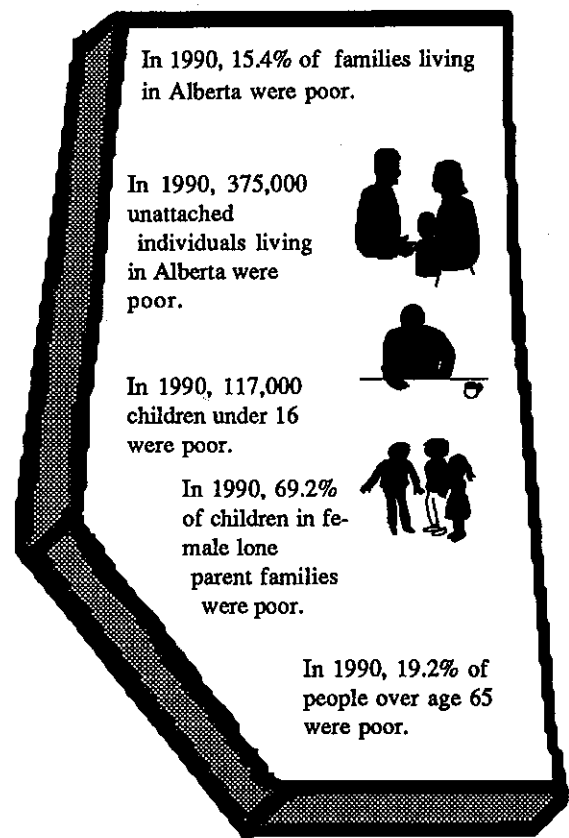 In 1990, 15.4% of families living
in Alberta were poor.
In 1990, 375,000
unattached
individuals living
in Alberta were
poor.
In 1990, 117,000
children under 16
were poor.
In 1990, 69.2%
of children in fe-
male lone
parent families
were poor.
In 1990, 19.2% of
people over age 65
were poor.